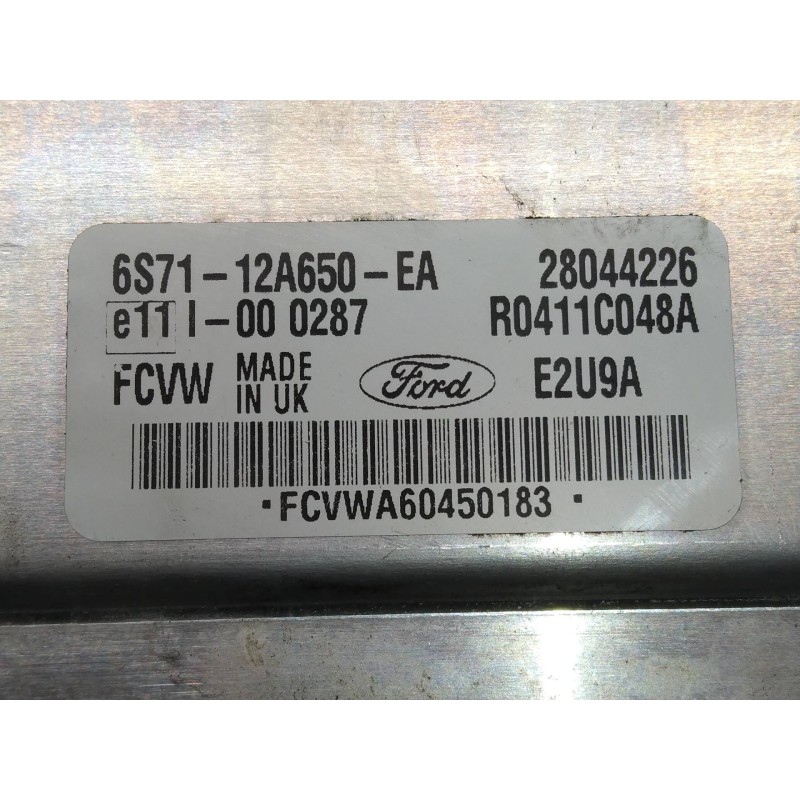 6S71-12A650-EA 28044226
e11 I-00 0287 R0411C048A
FCVW MADE IN UK Ford E2U9A
·FCVWA60450183·